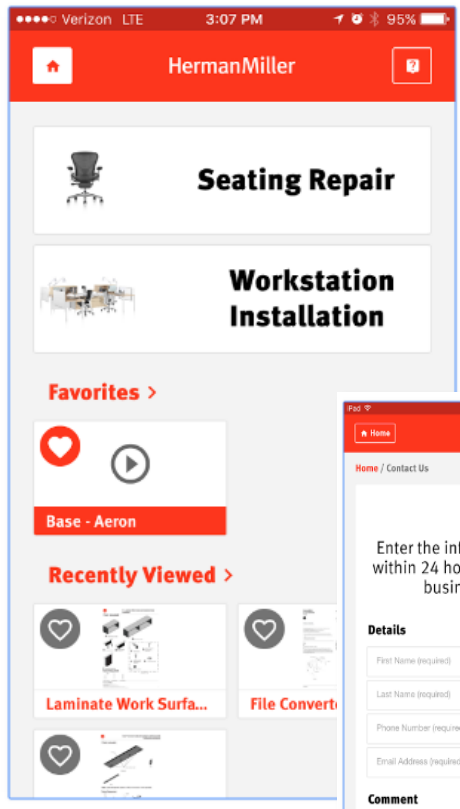 Verizon LTE 3:07 PM 95%
HermanMiller
Seating Repair
Workstation
Installation
Favorites >
Base - Aeron
Recently Viewed >
Laminate Work Surfa...
File Converte
iPad
Home
Home / Contact Us
Enter the inf
within 24 ho
busin
Details
First Name (required)
Last Name (required)
Phone Number (required
Email Address (required
Comment